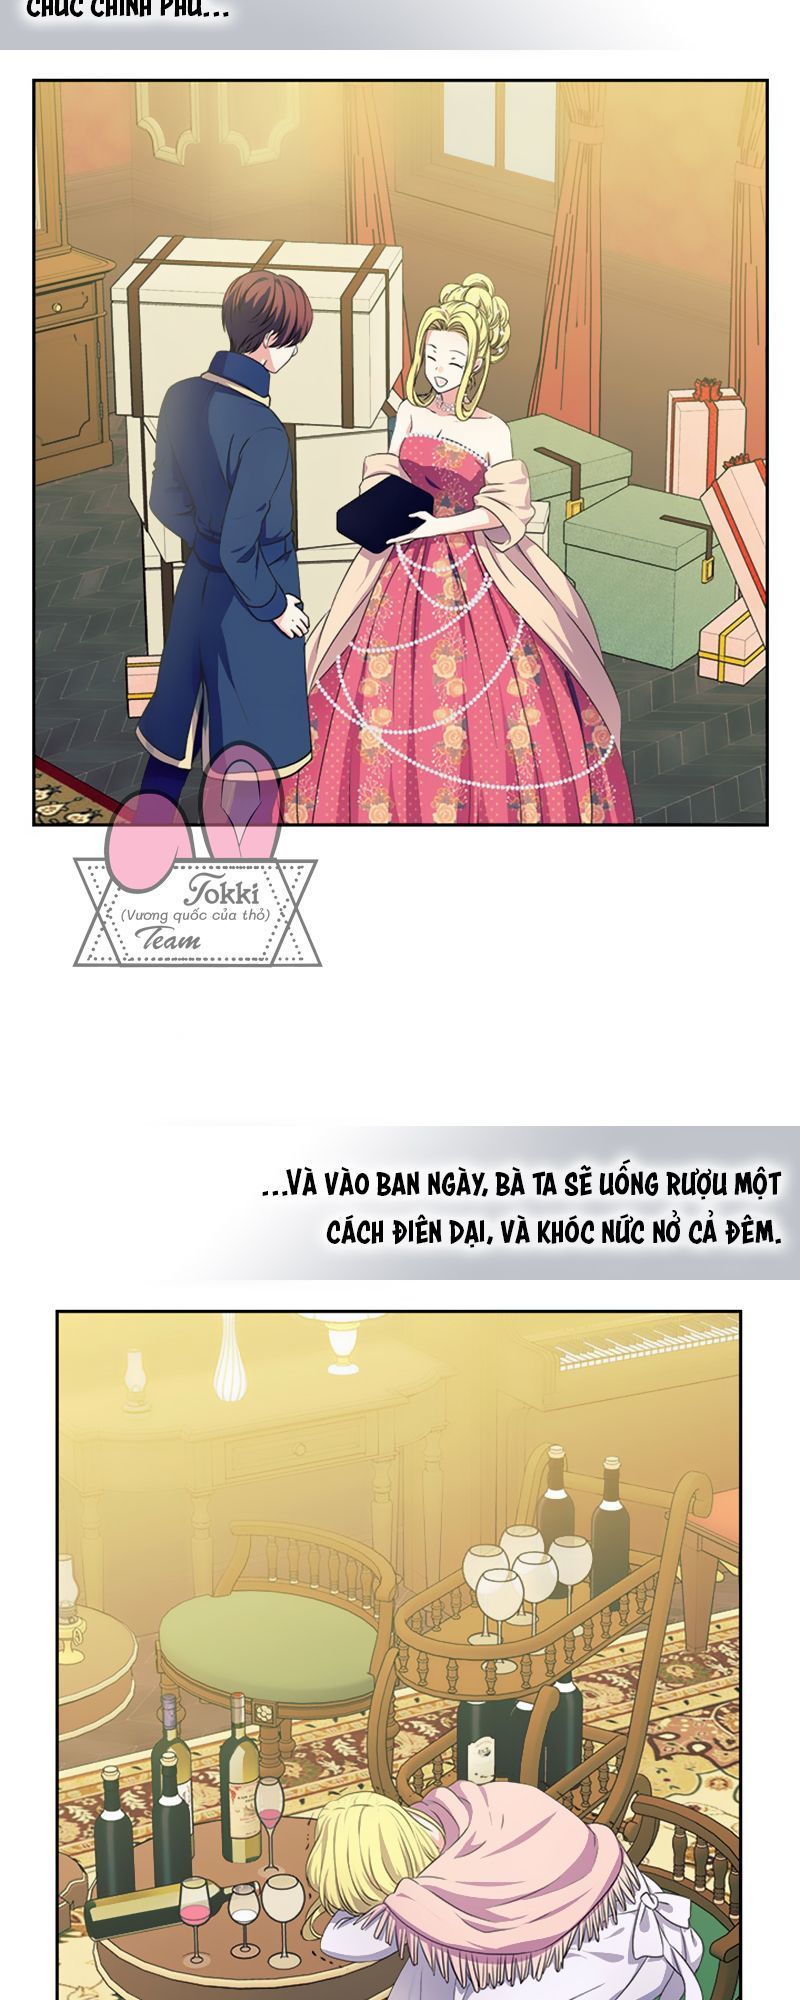 CHỨC CHÍNH PHỦ...
Tokki
(Vương quốc của thỏ)
Team
...VÀ VÀO BAN NGÀY, BÀ TA SẼ UỐNG RƯỢU MỘT
CÁCH ĐIÊN DẠI, VÀ KHÓC NỨC NỞ CẢ ĐÊM.